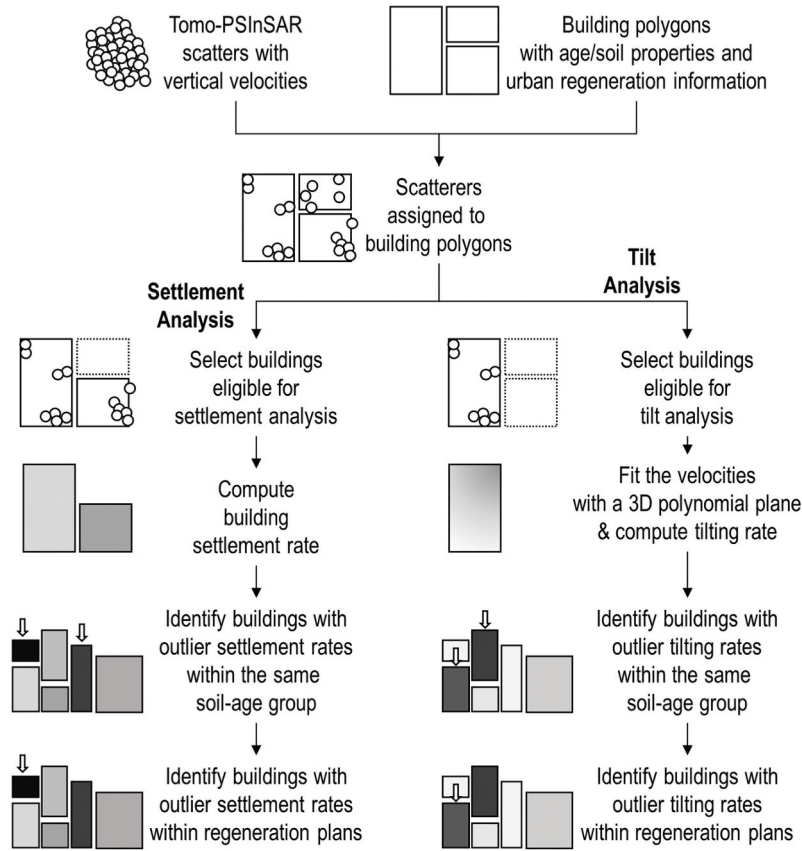 Tomo-PSInSAR
scatters with
vertical velocities
Building polygons
with age/soil properties and
urban regeneration information
Scatterers
assigned to
building polygons
Settlement
Analysis
Tilt
Analysis
Select buildings
eligible for
settlement analysis
Select buildings
eligible for
tilt analysis
Compute
building
settlement rate
Fit the velocities
with a 3D polynomial plane
& compute tilting rate
Identify buildings with
outlier settlement rates
within the same
soil-age group
Identify buildings with
outlier tilting rates
within the same
soil-age group
Identify buildings with
outlier settlement rates
within regeneration plans
Identify buildings with
outlier tilting rates
within regeneration plans